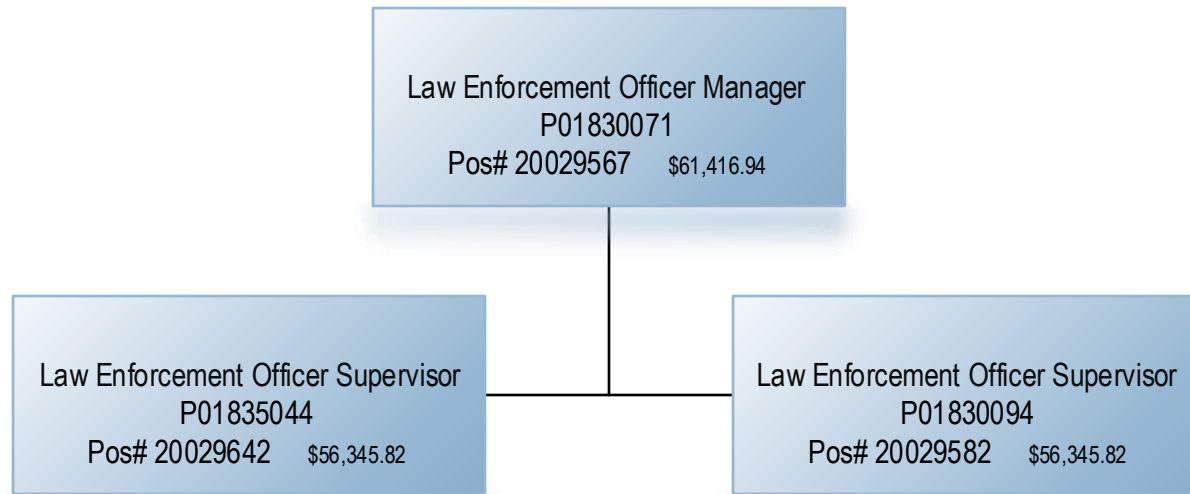 Law Enforcement Officer Manager
P01830071
Pos# 20029567 $61,416.94
Law Enforcement Officer Supervisor
P01835044
Pos# 20029642 $56,345.82
Law Enforcement Officer Supervisor
P01830094
Pos# 20029582 $56,345.82